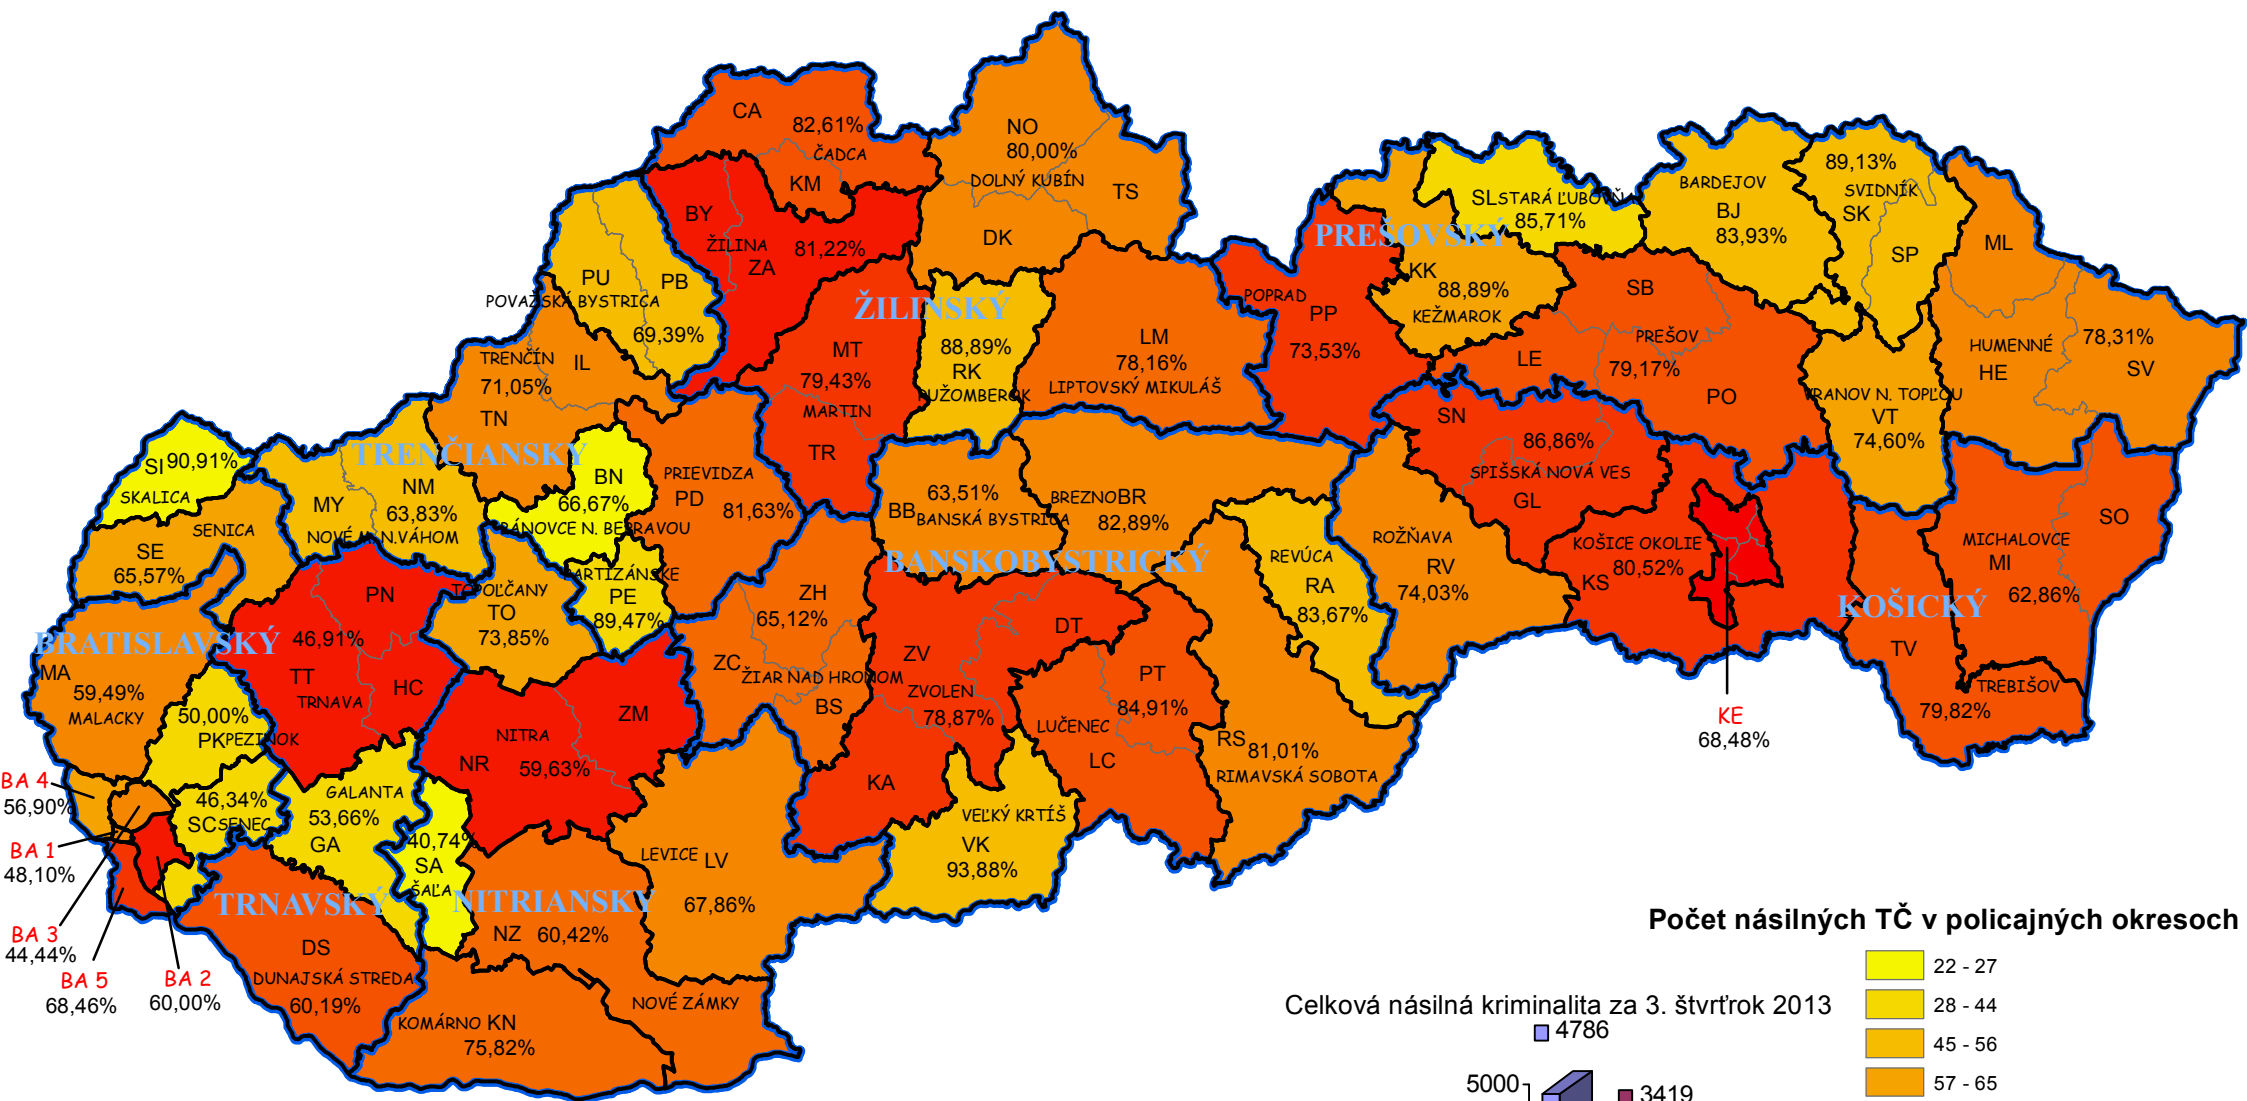 CA
82,61%
ČADCA
KM
NO
80,00%
DOLNÝ KUBÍN
TS
DK
BY
ŽILINA
81,22%
ZA
PU
PB
POVAŽSKÁ BYSTRICA
69,39%
ŽILINSKÝ
MT
79,43%
MARTIN
TR
88,89%
RK
LM
78,16%
LIPTOVSKÝ MIKULÁŠ
PREŠOVSKÝ
POPRAD
PP
73,53%
KK
88,89%
KEŽMAROK
SL
85,71%
BARDEJOV
BJ
83,93%
89,13%
SVIDNÍK
SK
SP
ML
HUMENNÉ
HE
78,31%
SV
SB
PREŠOV
LE
79,17%
PO
VRANOV N. TOPĽOU
VT
74,60%
TRENČÍN
71,05%
IL
TN
TRENČIANSKY
BN
66,67%
BÁNOVCE N. BEBRAVOU
PRIEVIDZA
PD
81,63%
SI 90,91%
SKALICA
SENICA
SE
65,57%
MY
NM
63,83%
NOVÉ M. N.VÁHOM
PARTIZÁNSKE
PE
89,47%
TOPOĽČANY
TO
73,85%
PN
46,91%
TT
TRNAVA
HC
BRATISLAVSKÝ
MA
59,49%
MALACKY
50,00%
PK PEZINOK
46,34%
SC SENEC
GALANTA
53,66%
GA
40,74%
SA
ŠAĽA
NITRA
NR
59,63%
ZM
BB
63,51%
BANSKÁ BYSTRICA
BREZNO BR
82,89%
BANSKOBYSTRICKÝ
ZH
65,12%
ZC
ŽIAR NAD HRONOM
BS
ZV
ZVOLEN
78,87%
DT
KA
LUČENEC
PT
84,91%
LC
RS
81,01%
RIMAVSKÁ SOBOTA
REVÚCA
RA
83,67%
VEĽKÝ KRTÍŠ
VK
93,88%
SN
86,86%
SPIŠSKÁ NOVÁ VES
GL
ROŽŇAVA
RV
74,03%
KOŠICE OKOLIE
80,52%
KS
KE
68,48%
KOŠICKÝ
MICHALOVCE
MI
62,86%
SO
TV
TREBIŠOV
79,82%
BA 4
56,90%
BA 1
48,10%
BA 3
44,44%
BA 5
68,46%
BA 2
60,00%
TRNAVSKÝ
DS
DUNAJSKÁ STREDA
60,19%
NITRIANSKY
NZ 60,42%
NOVÉ ZÁMKY
LEVICE LV
67,86%
KOMÁRNO KN
75,82%
Počet násilných TČ v policajných okresoch
22 - 27
28 - 44
45 - 56
57 - 65
Celková násilná kriminalita za 3. štvrťrok 2013
4786
5000
3419